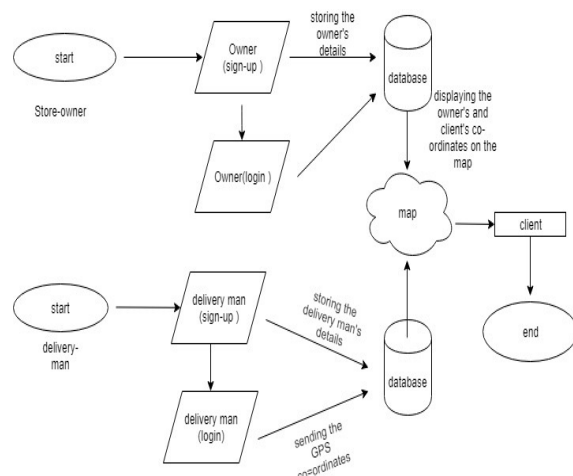 start
Store-owner
Owner
(sign-up )
storing the
owner's
details
database
Owner(login )
displaying the
owner's and
client's co-
ordinates on the
map
map
client
end
start
delivery-
man
delivery man
(sign-up )
storing the
delivery man's
details
database
delivery man
(login)
sending the
GPS
co=ordinates